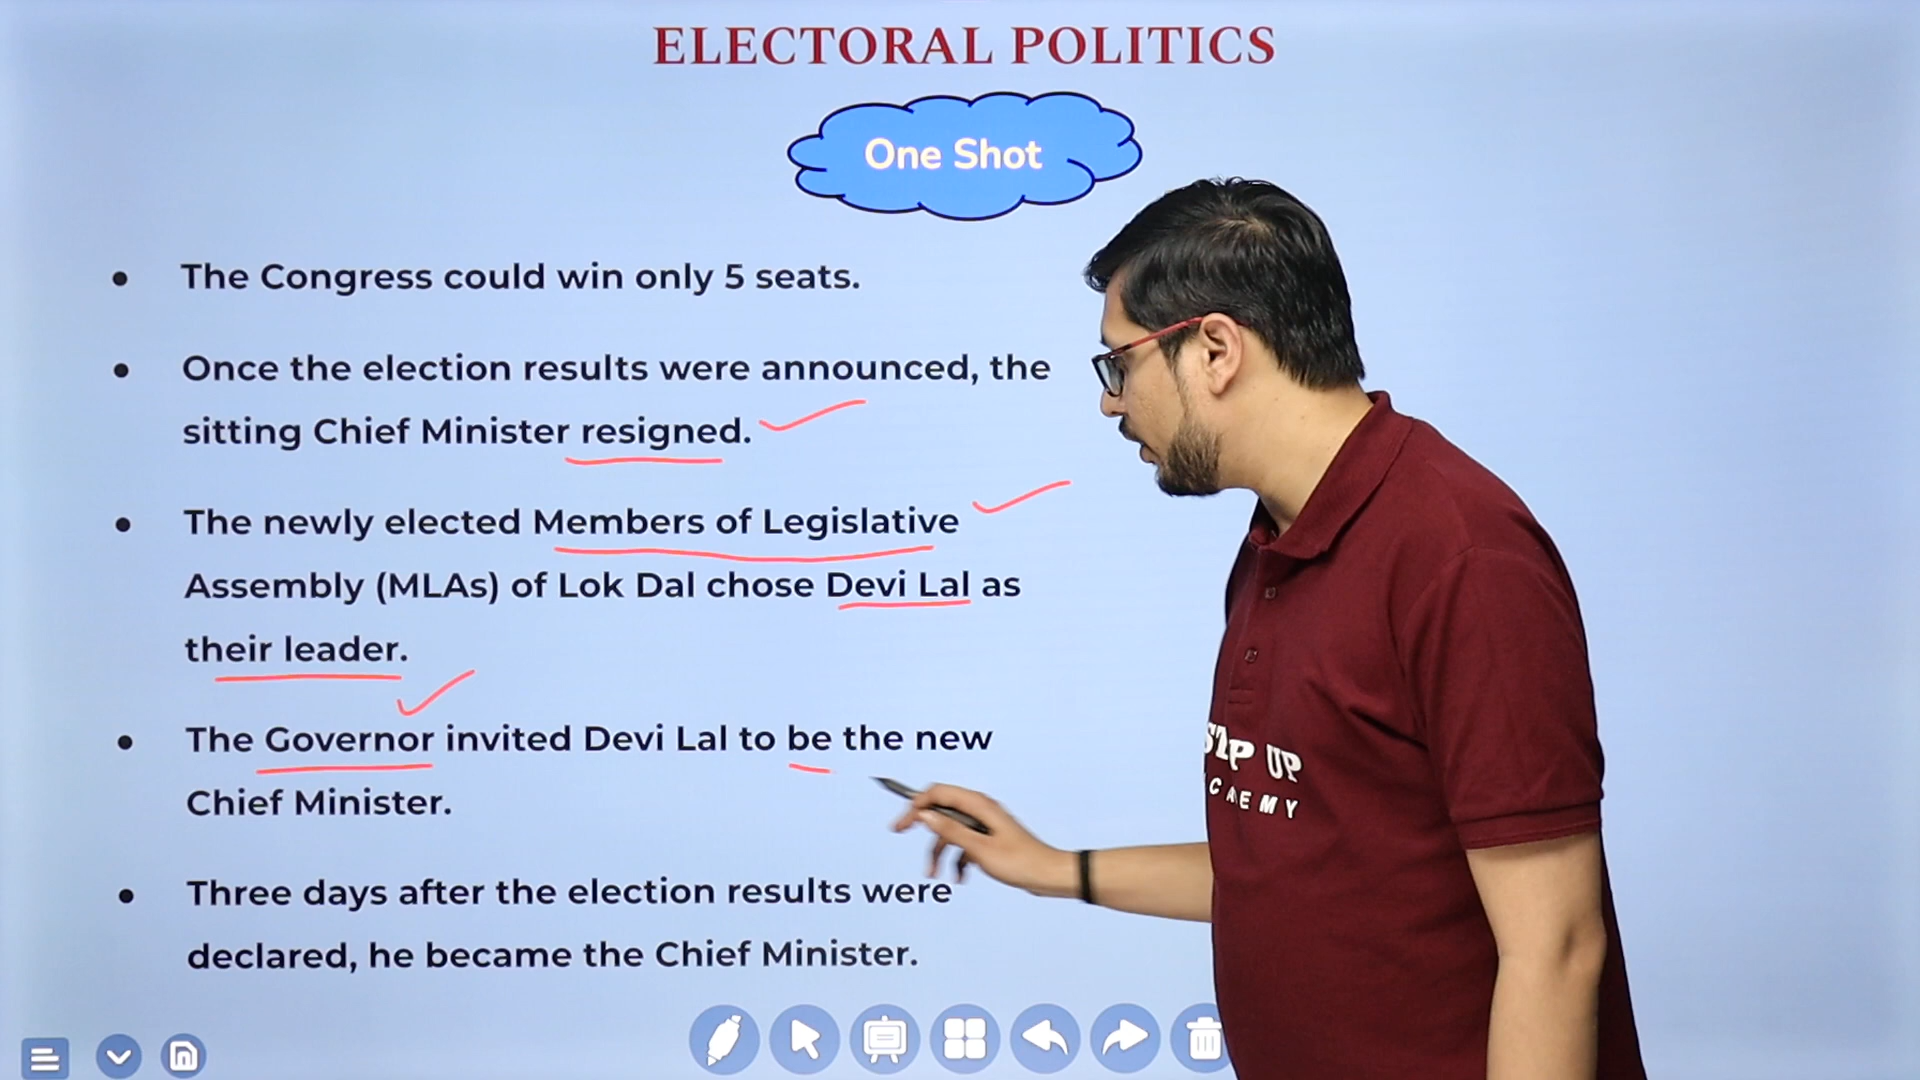 ELECTORAL POLITICS
One Shot
The Congress could win only 5 seats.
Once the election results were announced, the
sitting Chief Minister resigned.
The newly elected Members of Legislative
Assembly (MLAs) of Lok Dal chose Devi Lal as
their leader.
The Governor invited Devi Lal to be the new
Chief Minister.
Three days after the election results were
declared, he became the Chief Minister.
UP